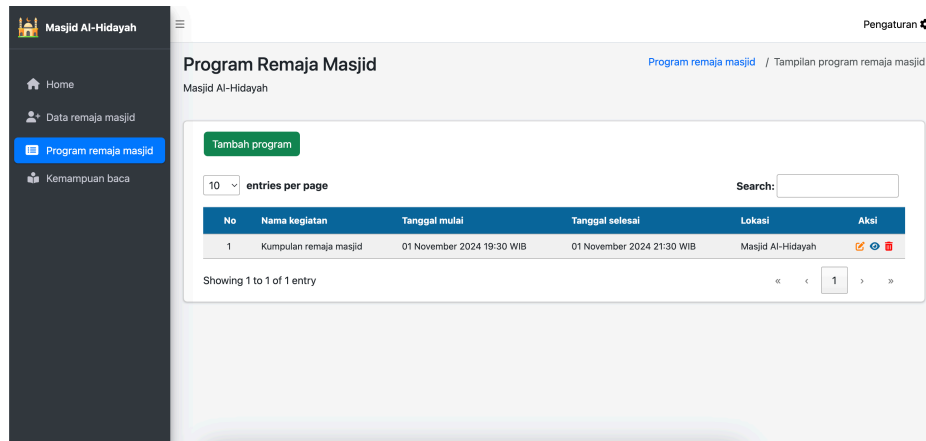 Masjid Al-Hidayah
Pengaturan
Home
Data remaja masjid
Program remaja masjid
Kemampuan baca
Program Remaja Masjid
Masjid Al-Hidayah
Program remaja masjid / Tampilan program remaja masjid
Tambah program
10 entries per page
Search:
No Nama kegiatan Tanggal mulai Tanggal selesai Lokasi Aksi
1 Kumpulan remaja masjid 01 November 2024 19:30 WIB 01 November 2024 21:30 WIB Masjid Al-Hidayah
Showing 1 to 1 of 1 entry
« ‹ 1 › »